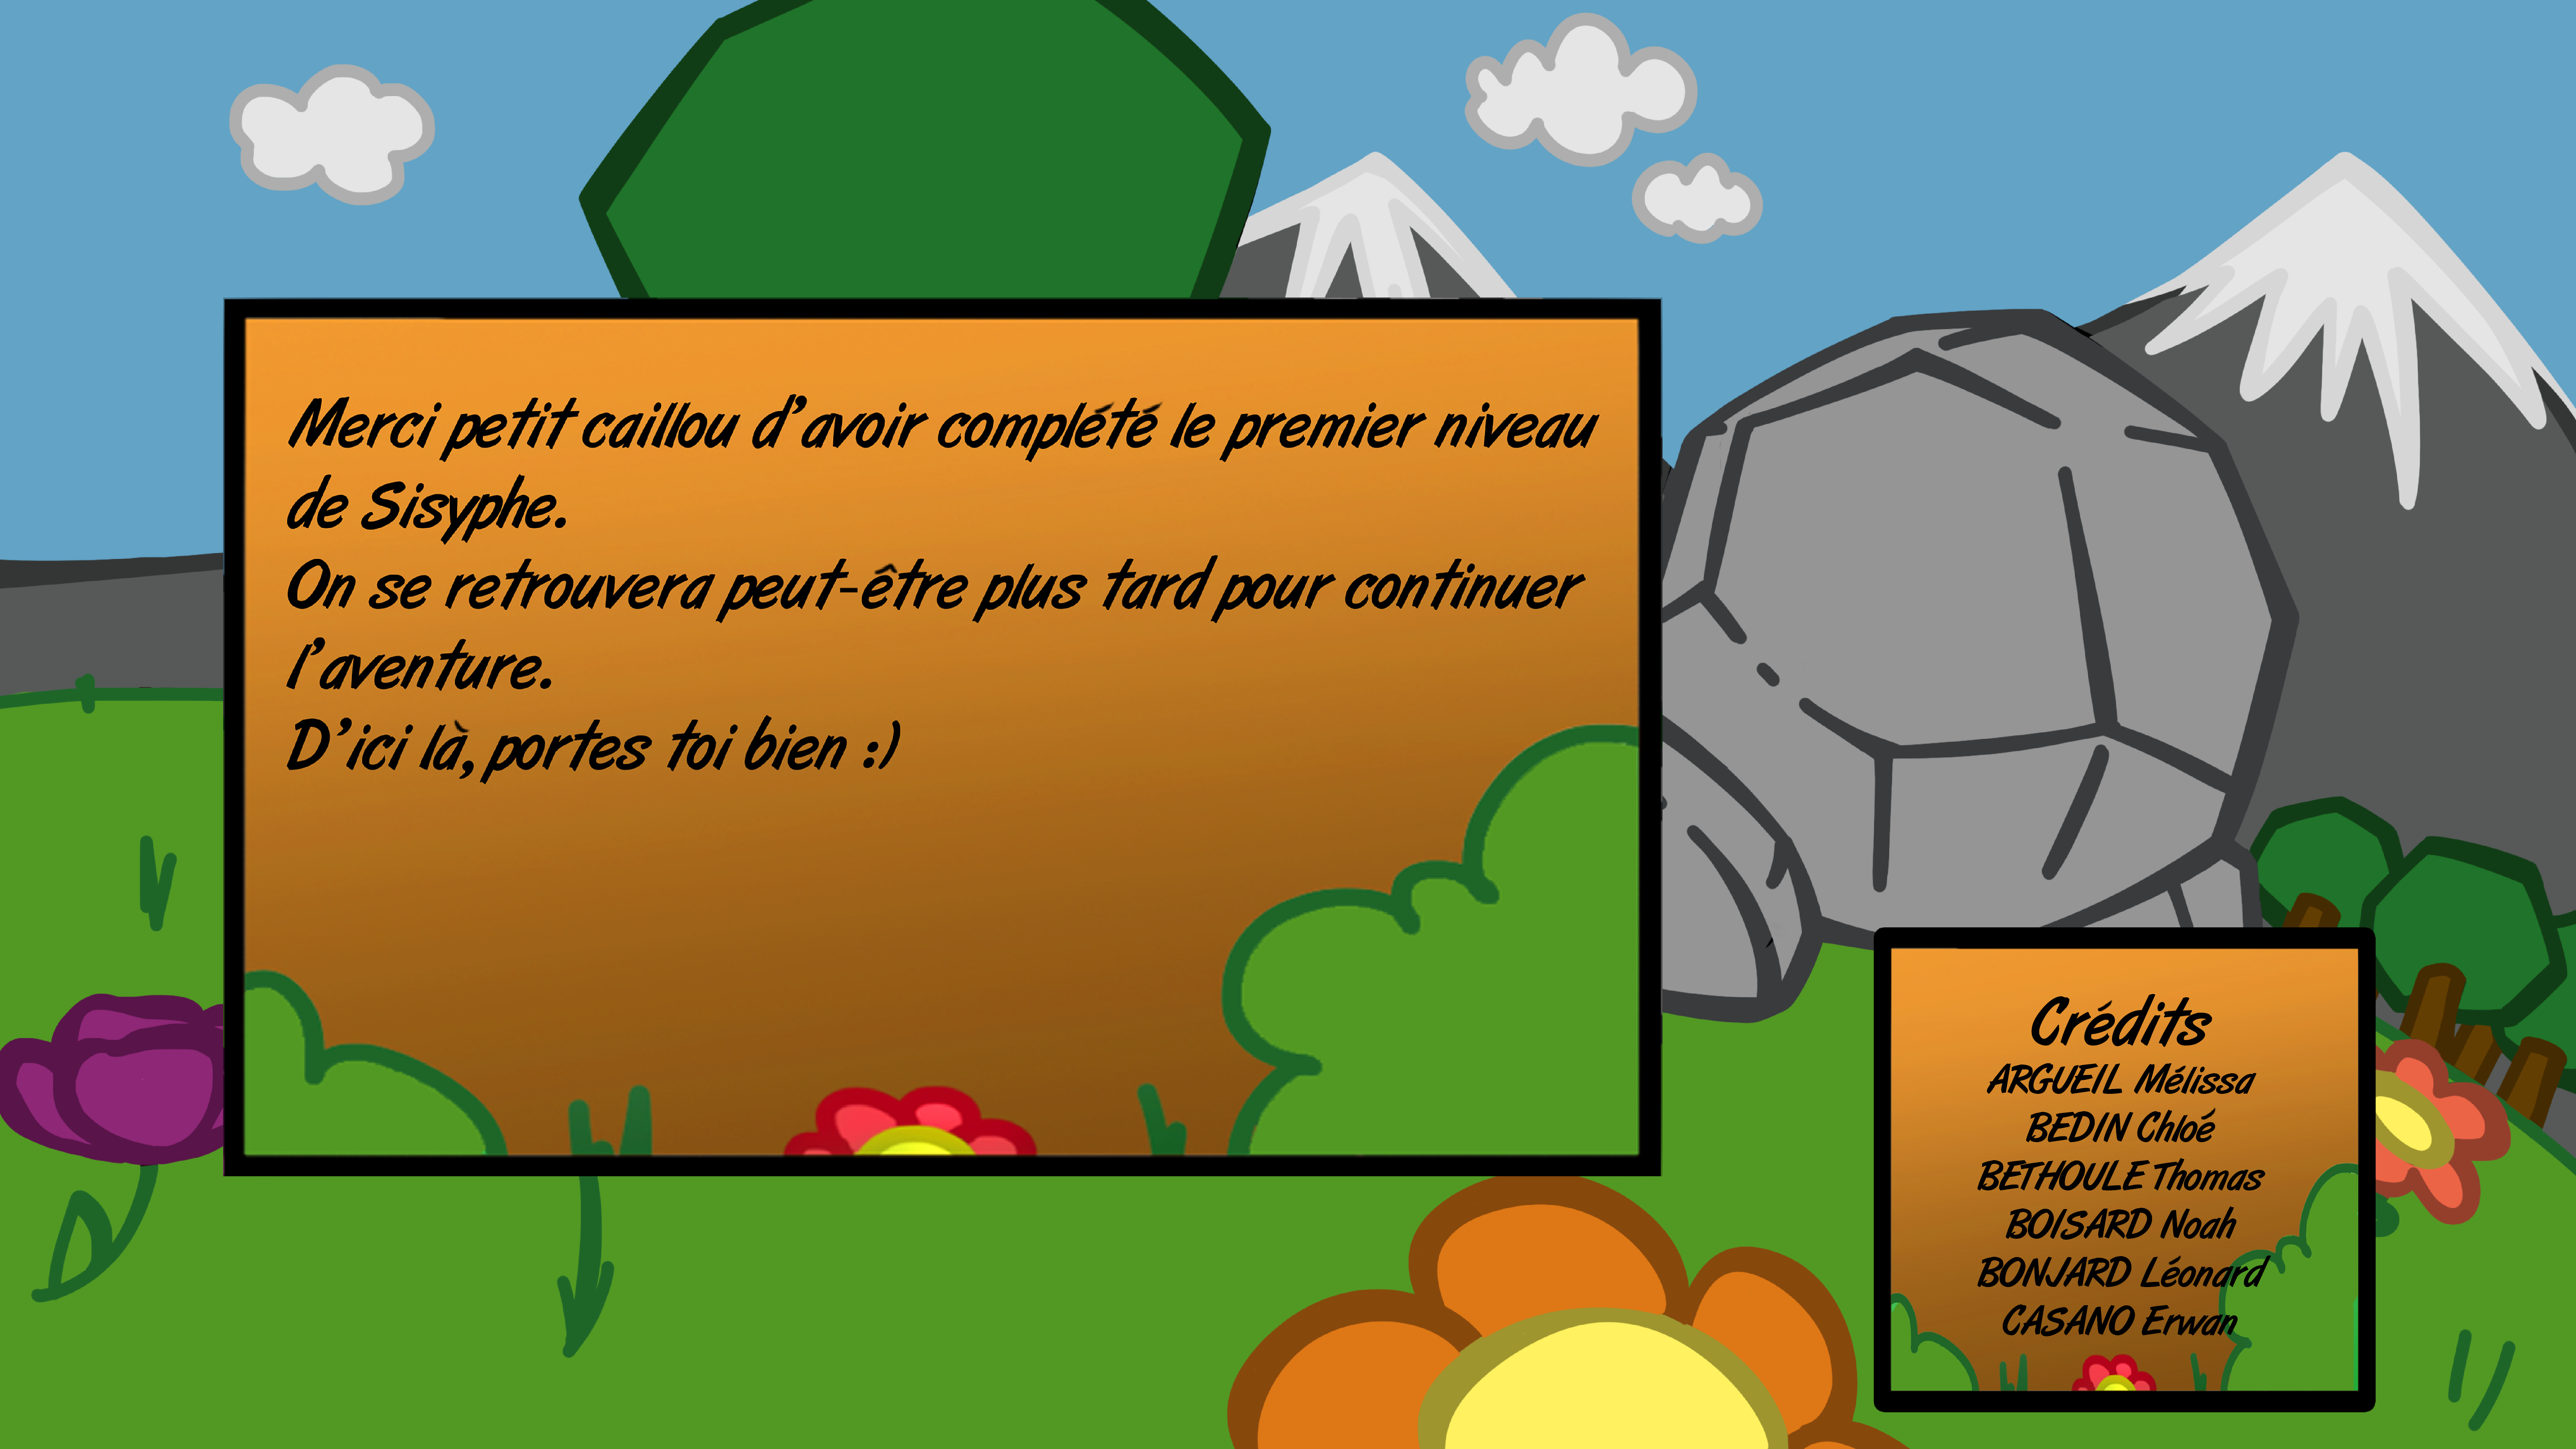 Merci petit caillou d'avoir complété le premier niveau
de Sisyphe.
On se retrouvera peut-être plus tard pour continuer
l'aventure.
D'ici là, portes toi bien :)
Crédits
ARGUEIL Mélissa
BEDIN Chloé
BETHOULE Thomas
BOISARD Noah
BONJARD Léonard
CASANO Erwan